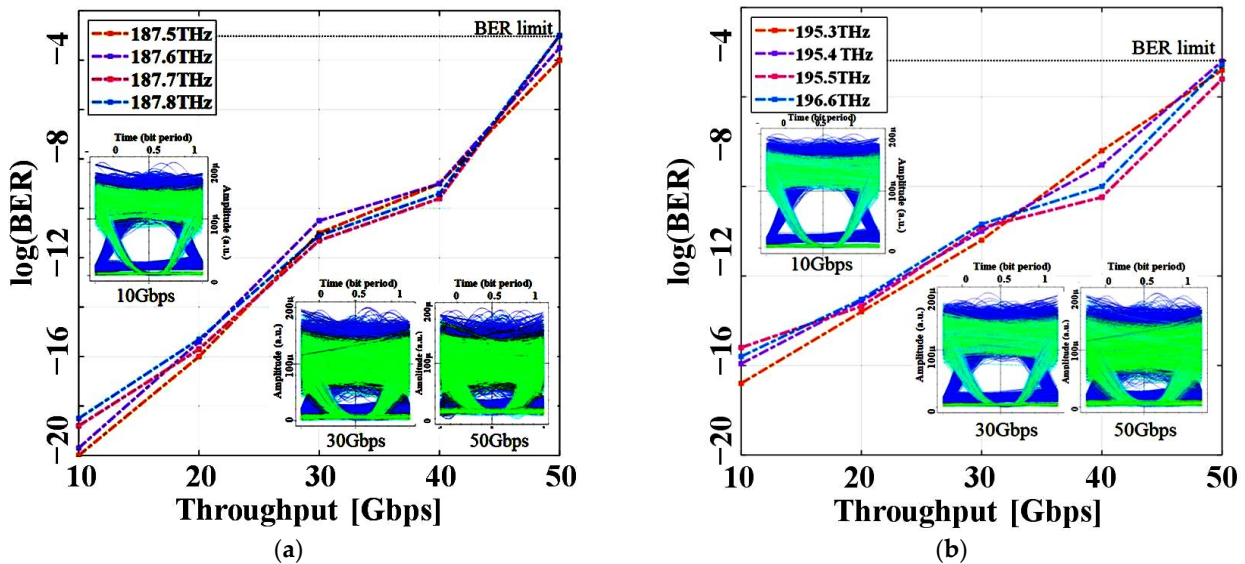 −4
−8
−12
−16
−20
log(BER)
BER limit
187.5THz
187.6THz
187.7THz
187.8THz
Time (bit period)
0 0.5 1
200μ
100μ
0
Amplitude (a.u.)
10Gbps
Time (bit period)
0 1
200μ
100μ
0
Amplitude (a.u.)
30Gbps
Time (bit period)
0 1
200μ
100μ
0
Amplitude (a.u.)
50Gbps
10 20 30 40 50
Throughput [Gbps]
(a)
−4
−8
−12
−16
−20
log(BER)
BER limit
195.3THz
195.4 THz
195.5THz
196.6THz
Time (bit period)
0 0.5 1
200μ
100μ
0
Amplitude (a.u.)
10Gbps
Time (bit period)
0 1
200μ
100μ
0
Amplitude (a.u.)
30Gbps
Time (bit period)
0 1
200μ
100μ
0
Amplitude (a.u.)
50Gbps
10 20 30 40 50
Throughput [Gbps]
(b)